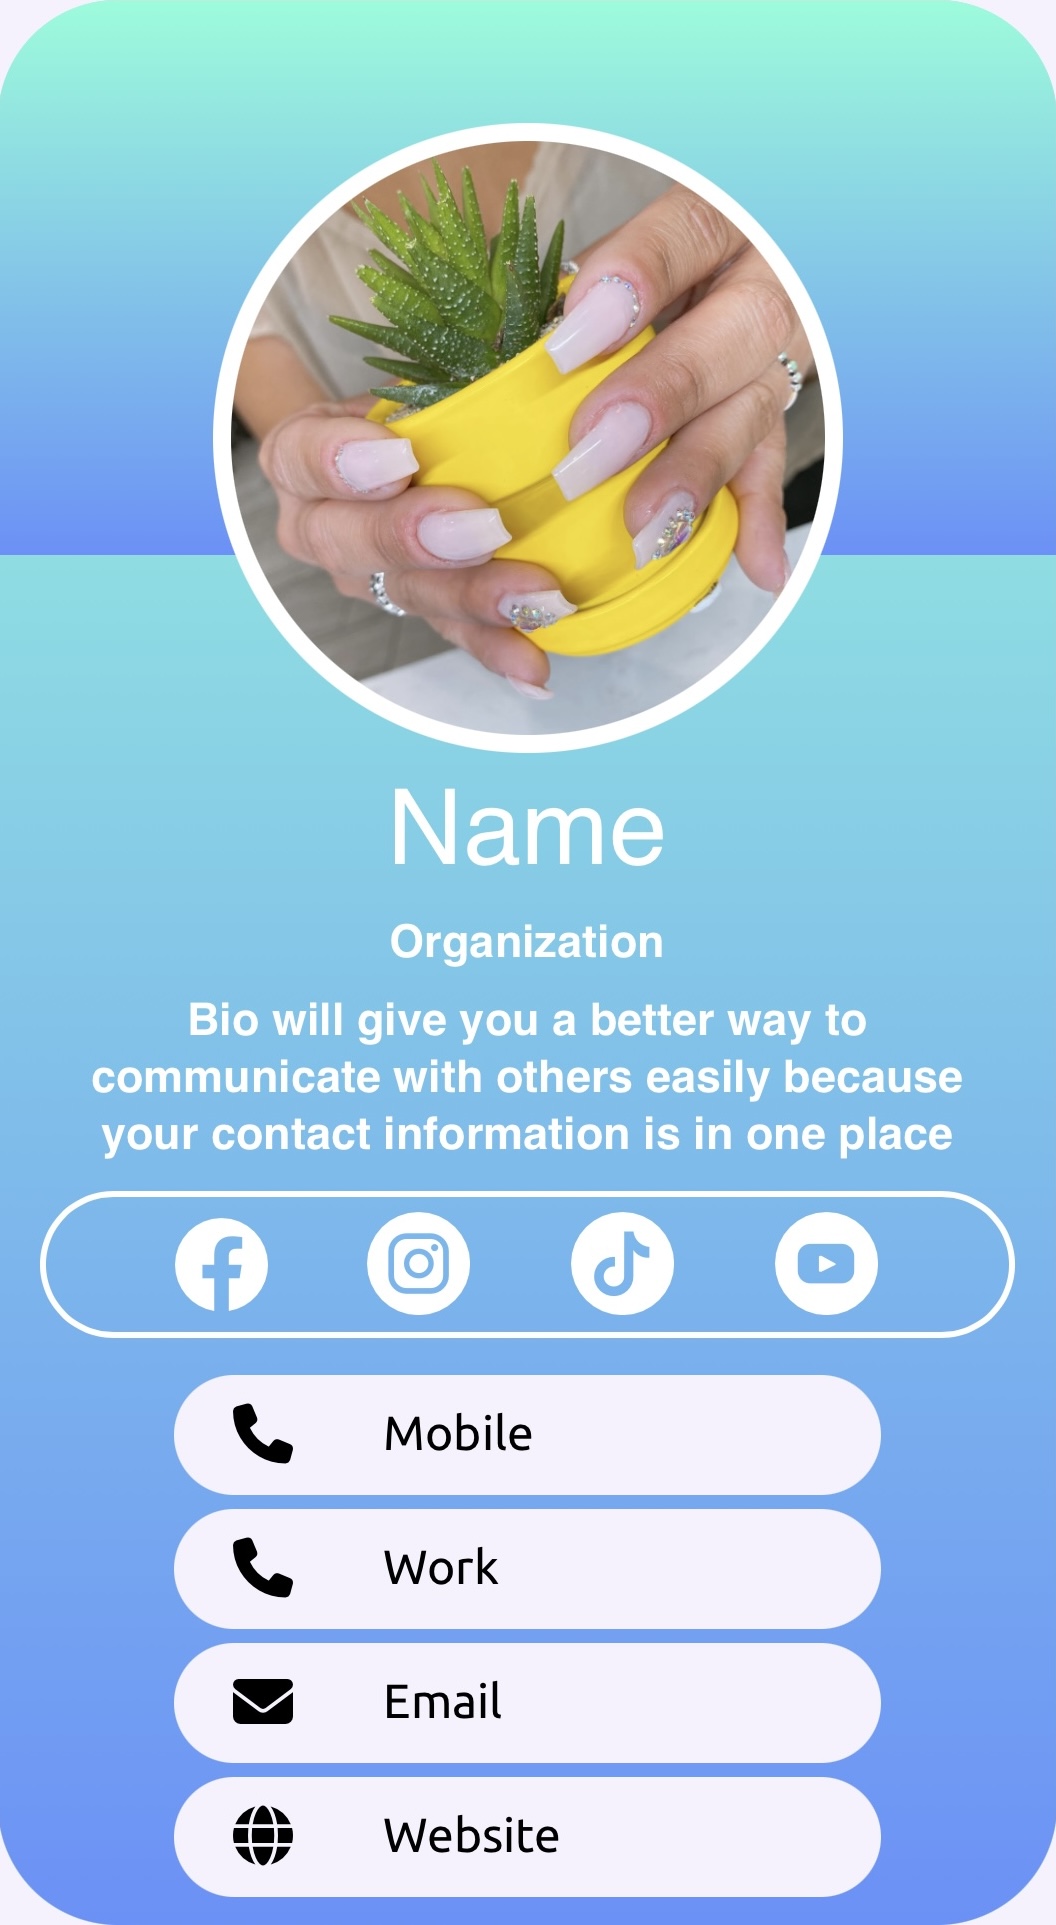 Name
Organization
Bio will give you a better way to
communicate with others easily because
your contact information is in one place
Mobile
Work
Email
Website